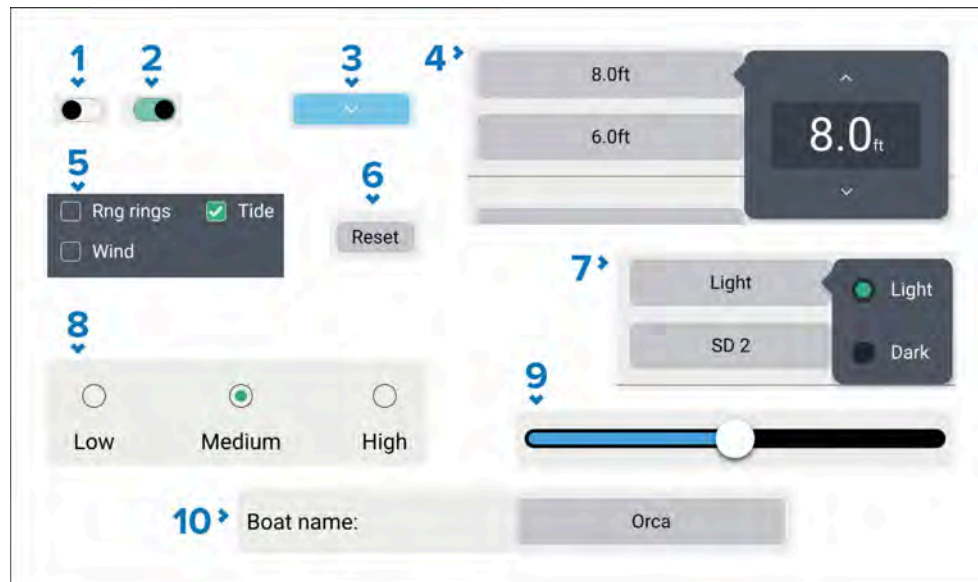 1
2
3
4
8.0ft
6.0ft
8.0ft
5
Rng rings
Tide
Wind
6
Reset
7
Light
SD 2
Light
Dark
8
Low Medium High
9
10
Boat name:
Orca